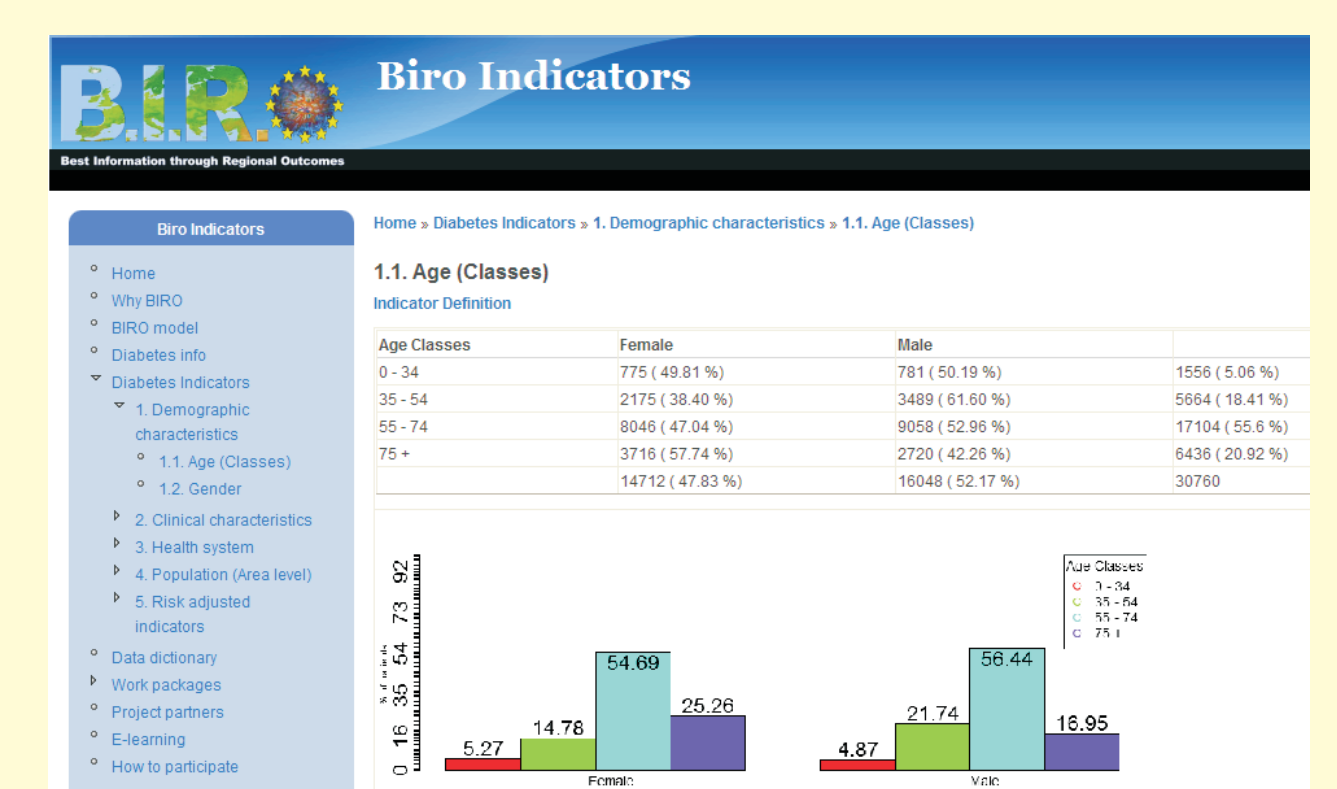 B.I.R.O
Biro Indicators
Best Information through Regional Outcomes
Biro Indicators
Home
Why BIRO
BIRO model
Diabetes info
Diabetes Indicators
1. Demographic
characteristics
1.1. Age (Classes)
1.2. Gender
2. Clinical characteristics
3. Health system
4. Population (Area level)
5. Risk adjusted
indicators
Data dictionary
Work packages
Project partners
E-learning
How to participate
Home » Diabetes Indicators » 1. Demographic characteristics » 1.1. Age (Classes)
1.1. Age (Classes)
Indicator Definition
Age Classes Female Male
0 - 34 775 ( 49.81 %) 781 ( 50.19 %) 1556 ( 5.06 %)
35 - 54 2175 ( 38.40 %) 3489 ( 61.60 %) 5664 ( 18.41 %)
55 - 74 8046 ( 47.04 %) 9058 ( 52.96 %) 17104 ( 55.6 %)
75 + 3716 ( 57.74 %) 2720 ( 42.26 %) 6436 ( 20.92 %)
14712 ( 47.83 %) 16048 ( 52.17 %) 30760
0 16 35 54 73 92
5.27 14.78 54.69 25.26
Female
4.87 21.74 56.44 16.95
Male
Age Classes
0 - 34
35 - 54
55 - 74
75 +